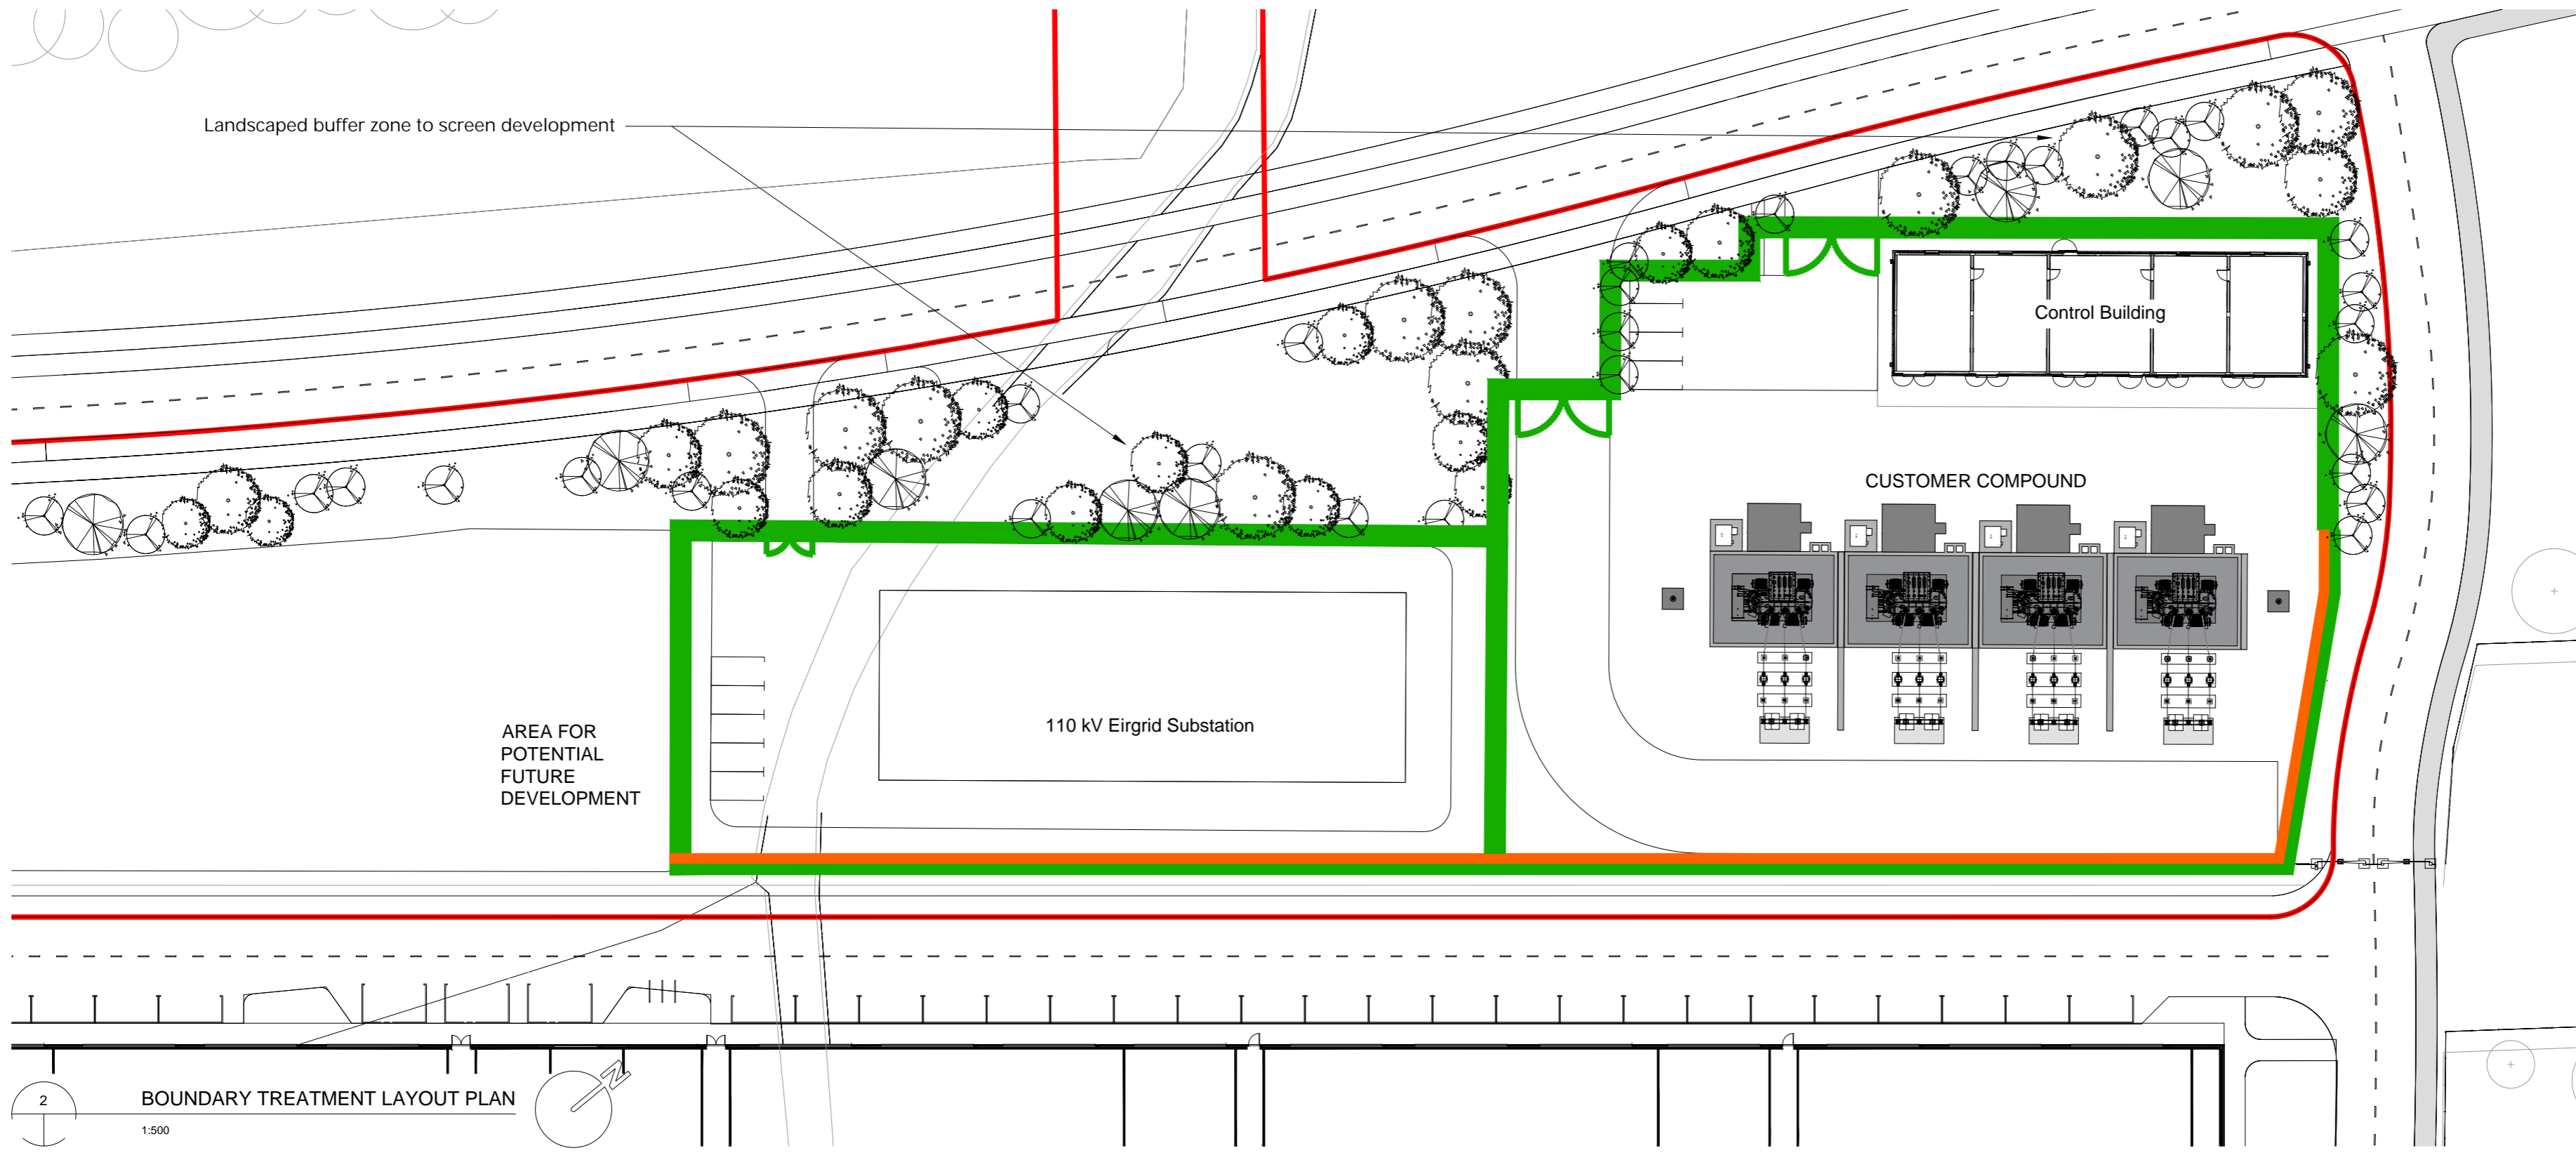 Landscaped buffer zone to screen development
Control Building
CUSTOMER COMPOUND
110 kV Eirgrid Substation
AREA FOR
POTENTIAL
FUTURE
DEVELOPMENT
2
BOUNDARY TREATMENT LAYOUT PLAN
1:500
N